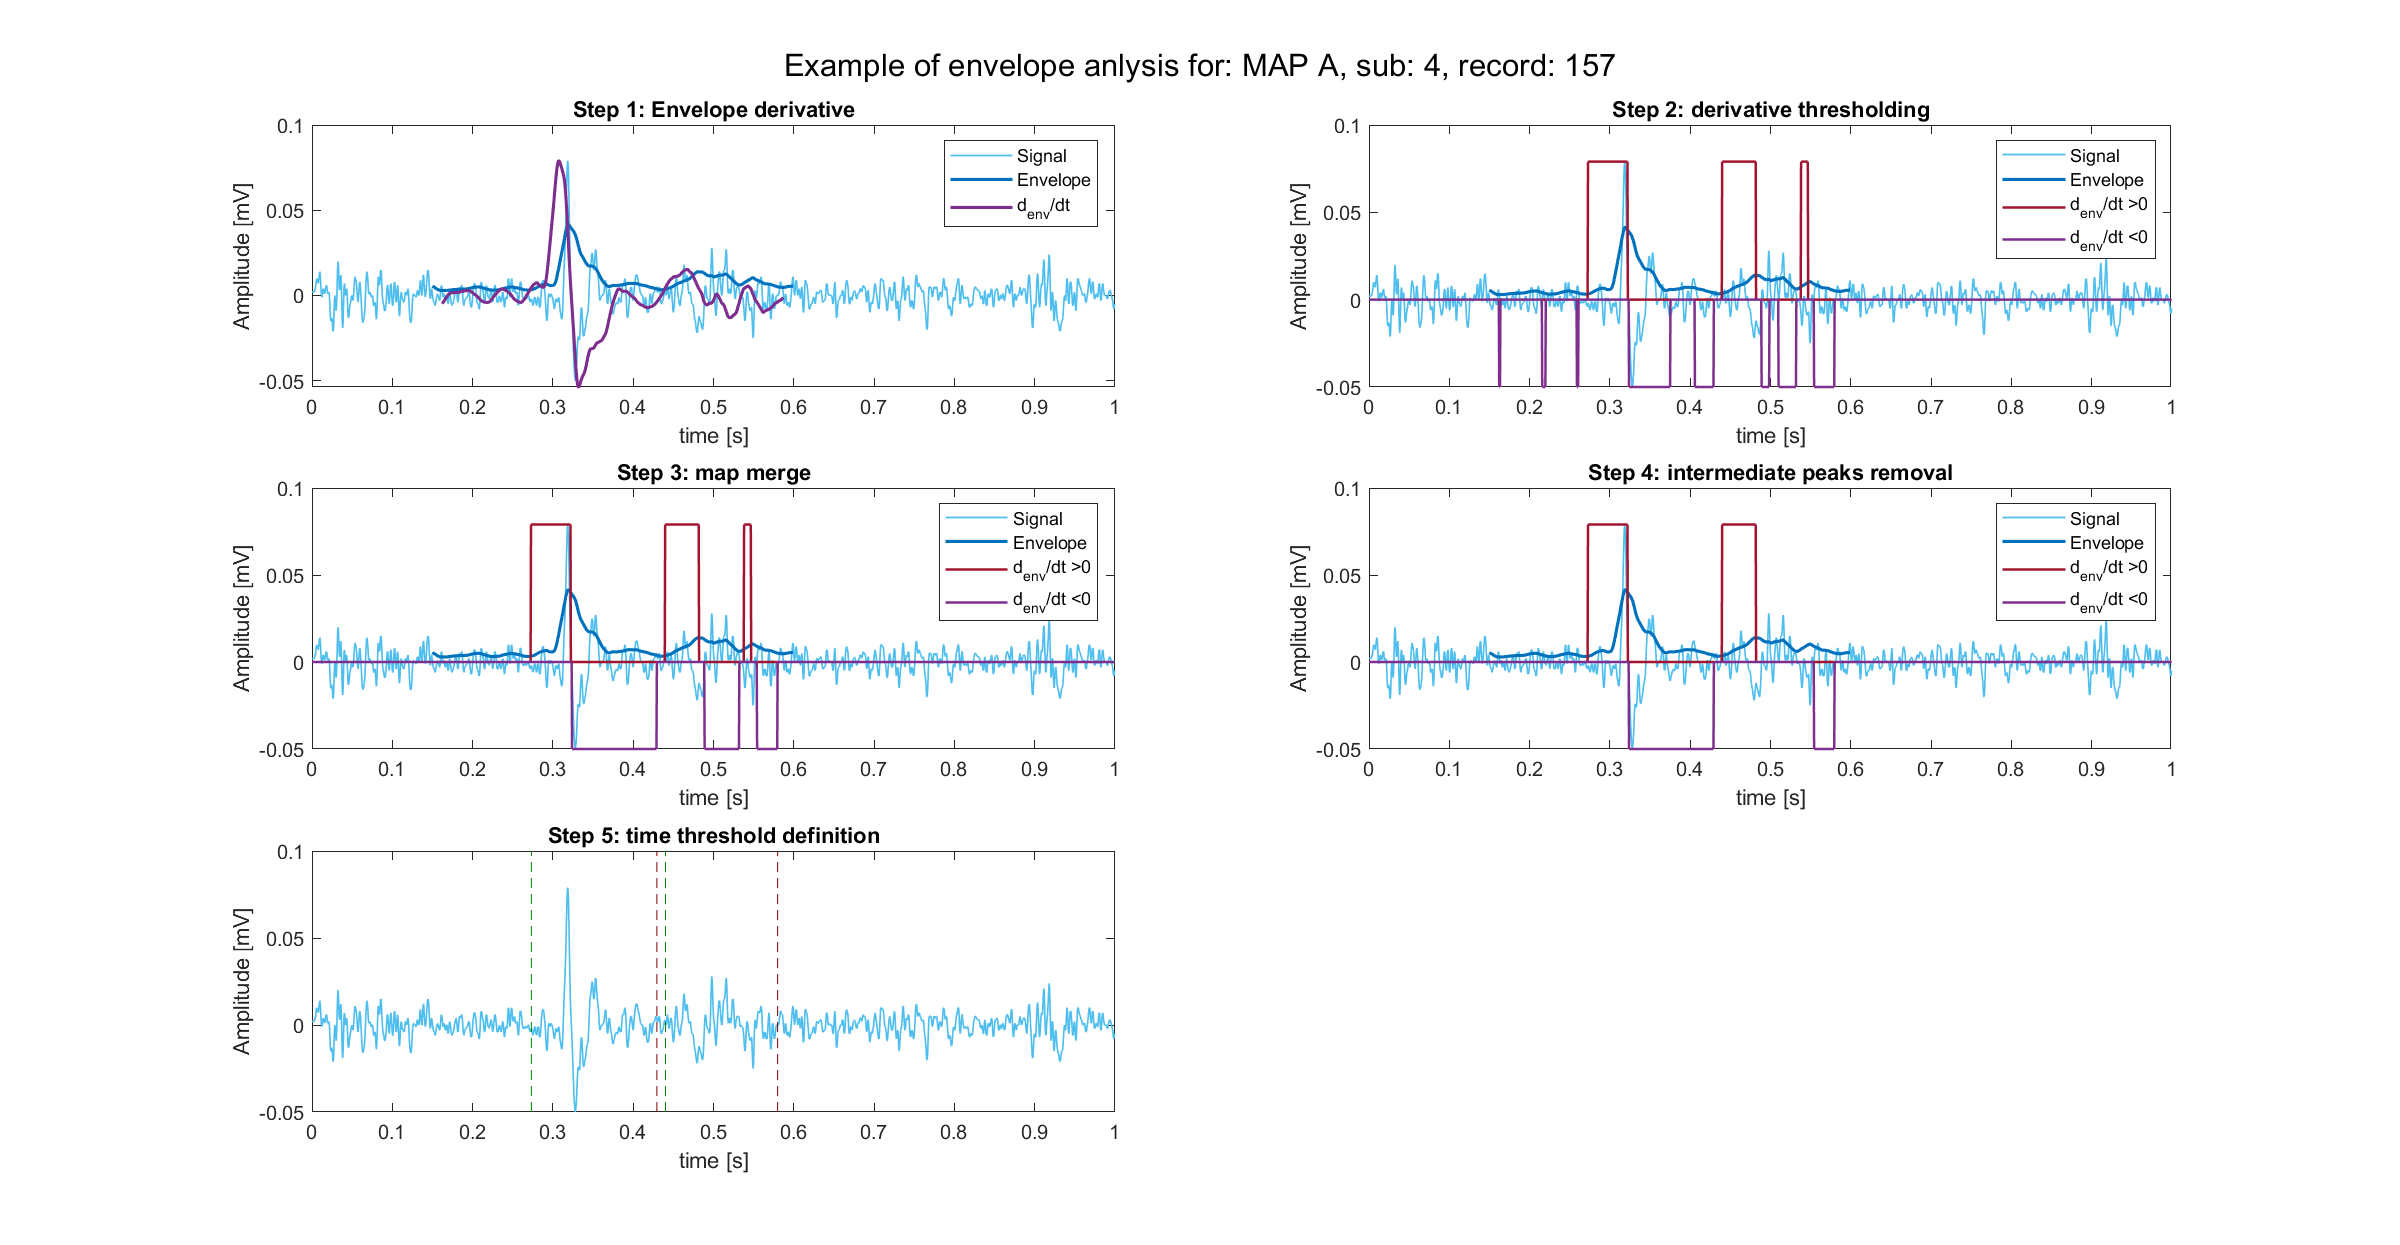 Example of envelope anlysis for: MAP A, sub: 4, record: 157
Step 1: Envelope derivative
0.1
0.05
0
-0.05
Amplitude [mV]
0 0.1 0.2 0.3 0.4 0.5 0.6 0.7 0.8 0.9 1
time [s]
Signal
Envelope
d_env/dt
Step 2: derivative thresholding
0.1
0.05
0
-0.05
Amplitude [mV]
0 0.1 0.2 0.3 0.4 0.5 0.6 0.7 0.8 0.9 1
time [s]
Signal
Envelope
d_env/dt >0
d_env/dt <0
Step 3: map merge
0.1
0.05
0
-0.05
Amplitude [mV]
0 0.1 0.2 0.3 0.4 0.5 0.6 0.7 0.8 0.9 1
time [s]
Signal
Envelope
d_env/dt >0
d_env/dt <0
Step 4: intermediate peaks removal
0.1
0.05
0
-0.05
Amplitude [mV]
0 0.1 0.2 0.3 0.4 0.5 0.6 0.7 0.8 0.9 1
time [s]
Signal
Envelope
d_env/dt >0
d_env/dt <0
Step 5: time threshold definition
0.1
0.05
0
-0.05
Amplitude [mV]
0 0.1 0.2 0.3 0.4 0.5 0.6 0.7 0.8 0.9 1
time [s]